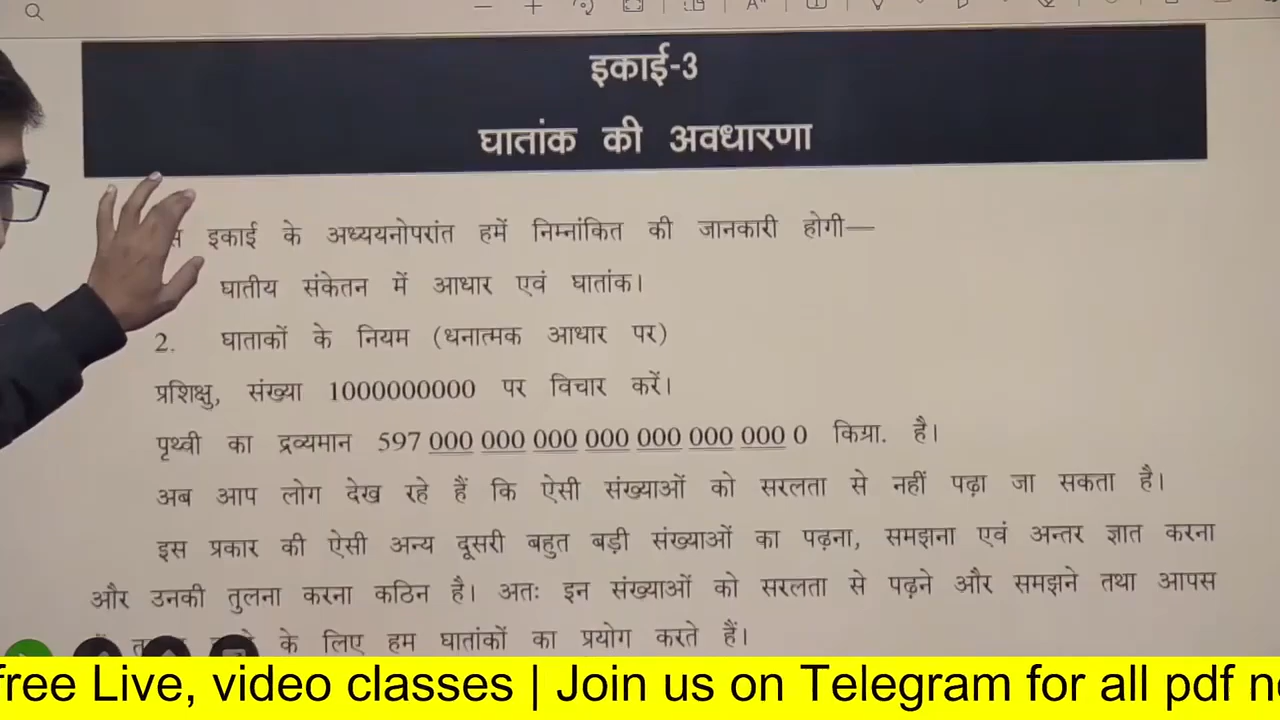 इकाई-3
घातांक की अवधारणा
इकाई के अध्ययनोपरांत हमें निम्नांकित की जानकारी होगी—
घातीय संकेतन में आधार एवं घातांक।
2. घाताकों के नियम (धनात्मक आधार पर)
प्रशिक्षु, संख्या 1000000000 पर विचार करें।
पृथ्वी का द्रव्यमान 597 000 000 000 000 000 000 000 0 किग्रा. है।
अब आप लोग देख रहे हैं कि ऐसी संख्याओं को सरलता से नहीं पढ़ा जा सकता है।
इस प्रकार की ऐसी अन्य दूसरी बहुत बड़ी संख्याओं का पढ़ना, समझना एवं अन्तर ज्ञात करना
और उनकी तुलना करना कठिन है। अतः इन संख्याओं को सरलता से पढ़ने और समझने तथा आपस
के लिए हम घातांकों का प्रयोग करते हैं।
free Live, video classes | Join us on Telegram for all pdf